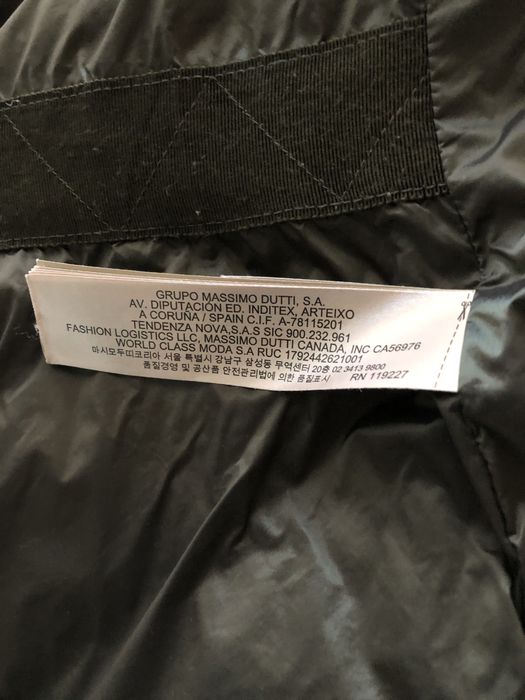 GRUPO MASSIMO DUTTI, S.A.
AV. DIPUTACION ED. INDITEX, ARTEIXO
A CORUÑA / SPAIN C.I.F. A-78115201
TENDENZA NOVA,S.A.S SIC 900.232.961
FASHION LOGISTICS LLC, MASSIMO DUTTI CANADA, INC CA56976
WORLD CLASS MODA S.A RUC 1792442621001
마시모두띠코리아 서울 특별시 강남구 삼성동 무역센터 20층 02 3413 9800
품질경영 및 공산품 안전관리법에 의한 품질표시 RN 119227